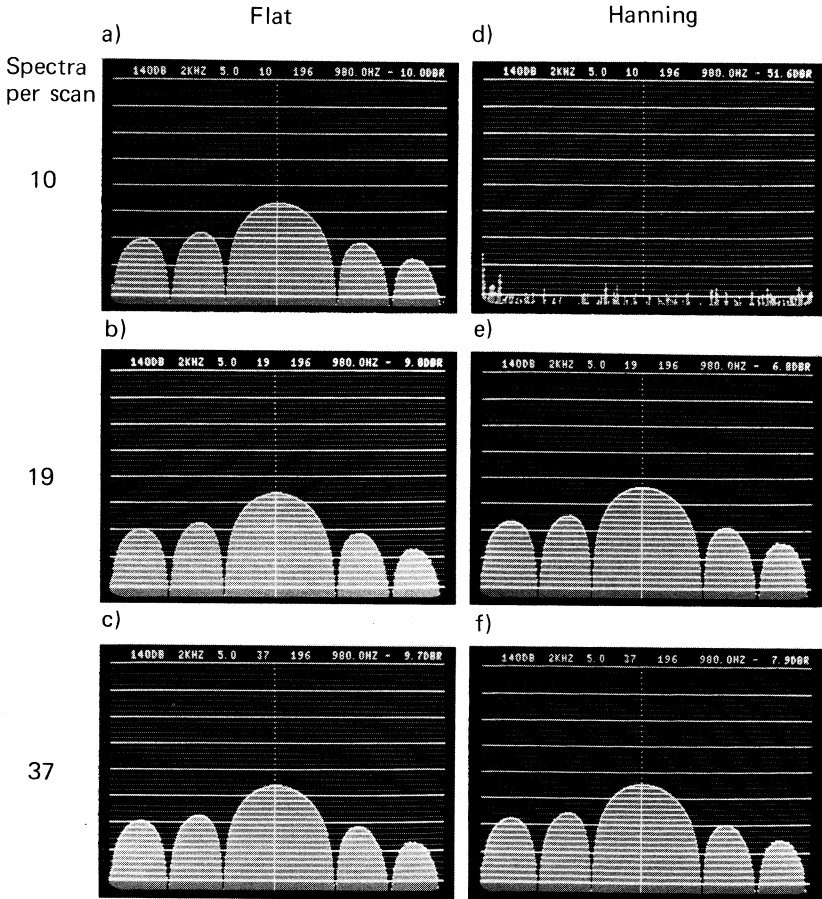 Flat
Hanning
a)
d)
Spectra
per scan
140DB 2KHZ 5.0 10 196 980.0HZ - 10.0DBR
140DB 2KHZ 5.0 10 196 980.0HZ - 51.6DBR
10
b)
e)
140DB 2KHZ 5.0 19 196 980.0HZ - 9.8DBR
140DB 2KHZ 5.0 19 196 980.0HZ - 6.8DBR
19
c)
f)
140DB 2KHZ 5.0 37 196 980.0HZ - 9.7DBR
140DB 2KHZ 5.0 37 196 980.0HZ - 7.9DBR
37